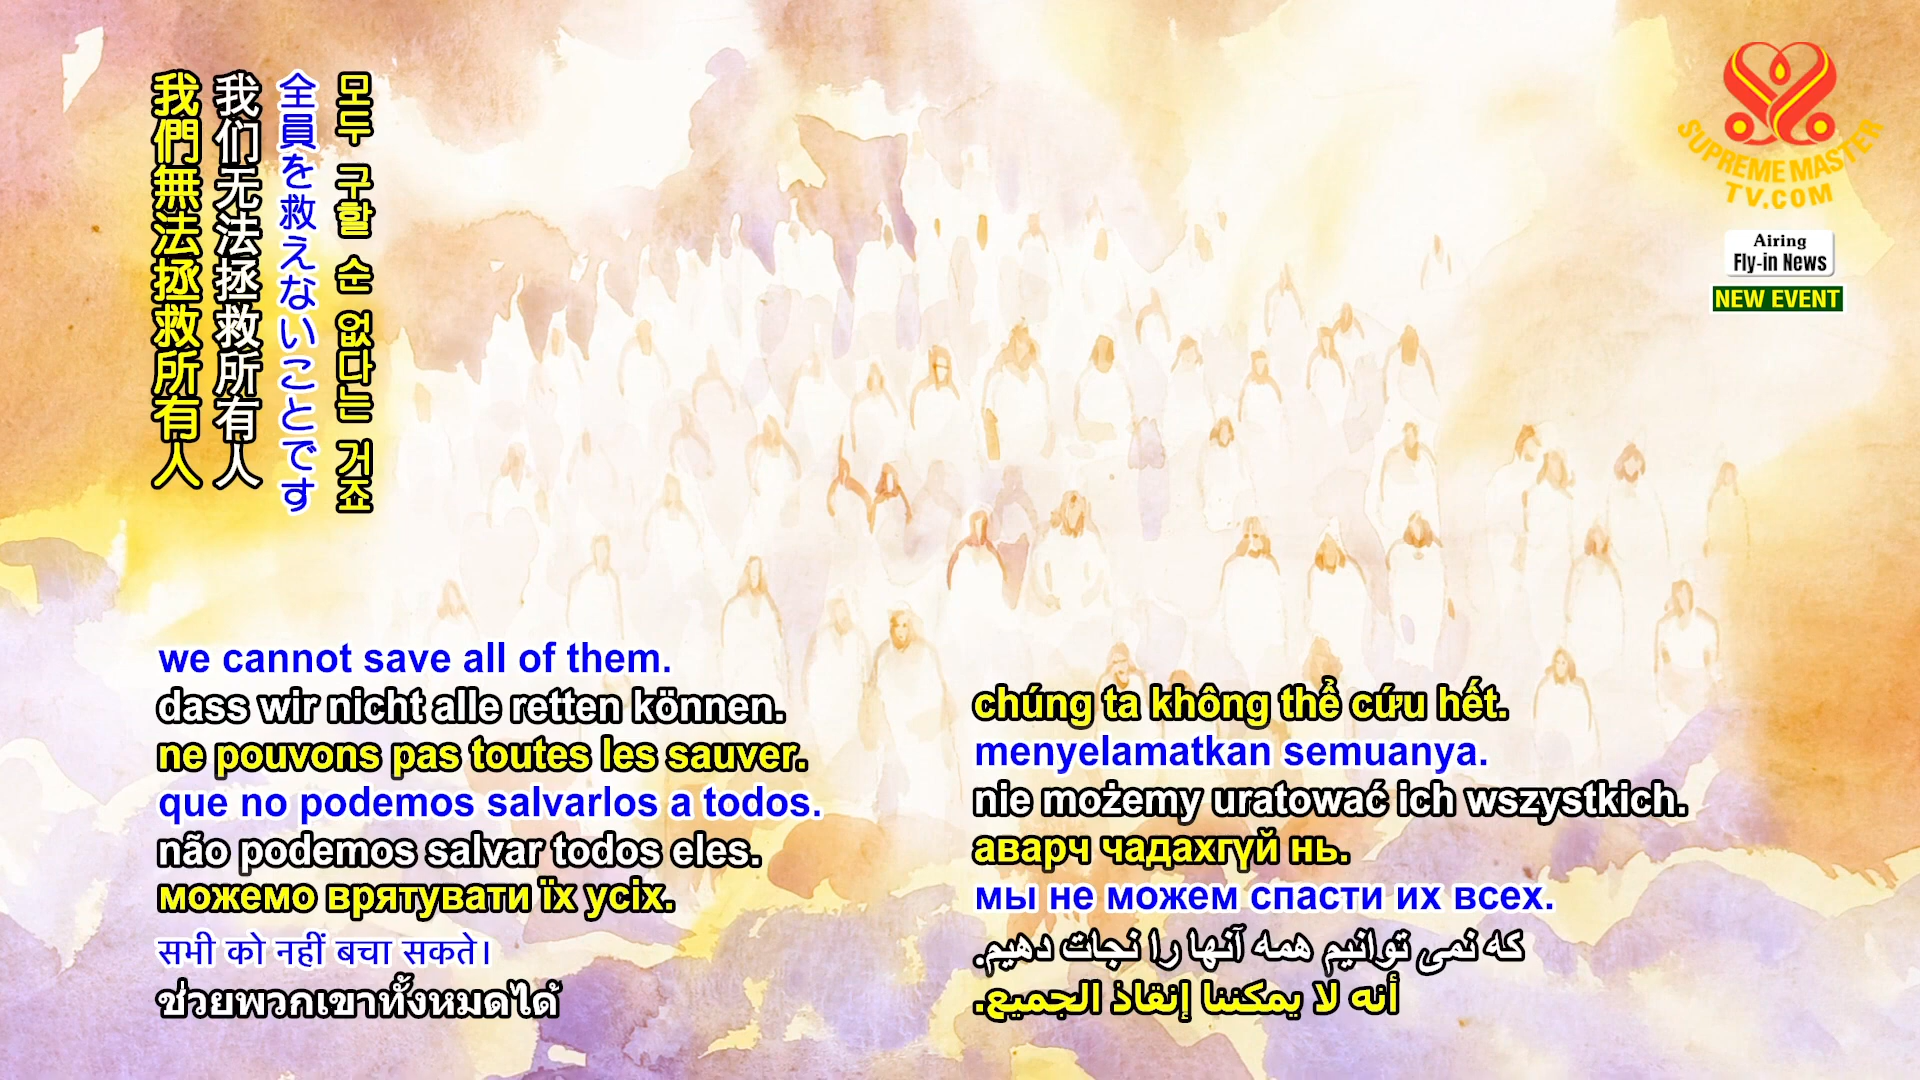 我們無法拯救所有人
我们无法拯救所有人
全員を救えないことです
모두 구할 순 없다는 거죠
SUPREME MASTER
TV.COM
Airing
Fly-in News
NEW EVENT
we cannot save all of them.
dass wir nicht alle retten können.
ne pouvons pas toutes les sauver.
que no podemos salvarlos a todos.
não podemos salvar todos eles.
можемо врятувати їх усіх.
सभी को नहीं बचा सकते।
ช่วยพวกเขาทั้งหมดได้
chúng ta không thể cứu hết.
menyelamatkan semuanya.
nie możemy uratować ich wszystkich.
аварч чадахгүй нь.
мы не можем спасти их всех.
که نمی توانیم همه آنها را نجات دهیم.
أنه لا يمكننا إنقاذ الجميع.